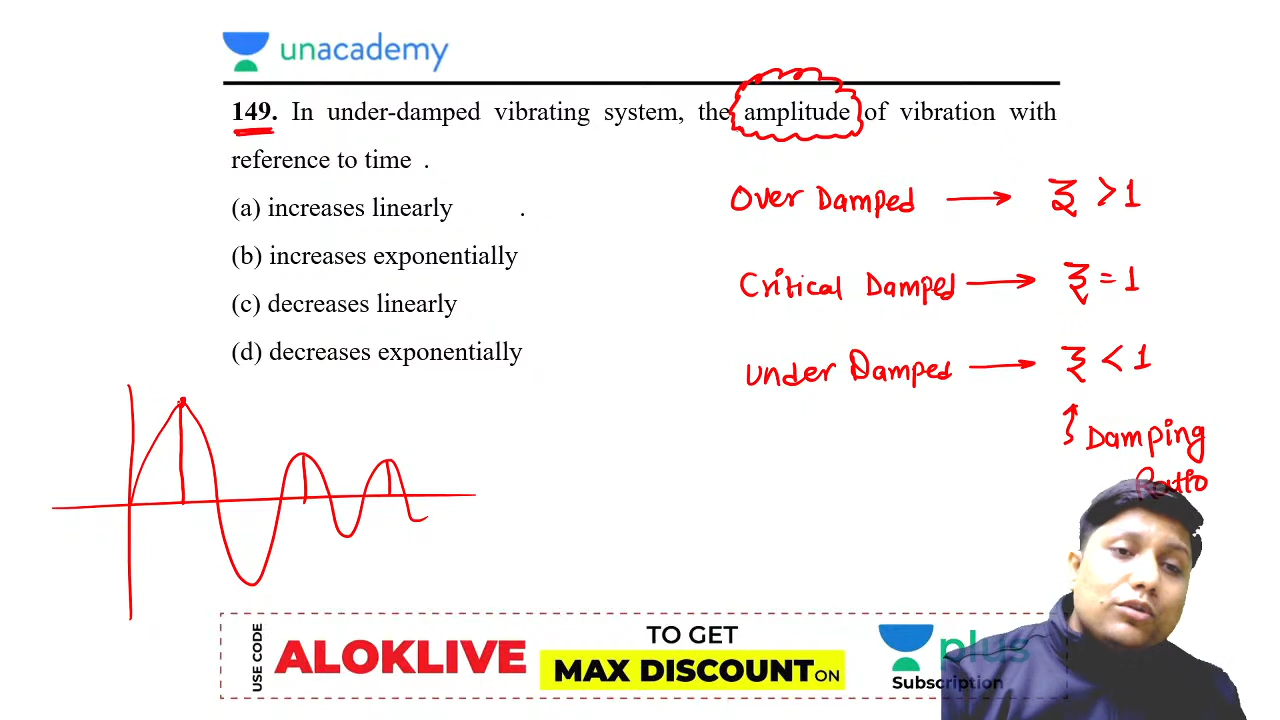 unacademy
149. In under-damped vibrating system, the amplitude of vibration with
reference to time .
(a) increases linearly .
(b) increases exponentially
(c) decreases linearly
(d) decreases exponentially
Over Damped → ξ > 1
Critical Damped → ξ = 1
Under Damped → ξ < 1
Damping
Ratio
USE CODE
ALOKLIVE
TO GET
MAX DISCOUNT ON
plus
Subscription